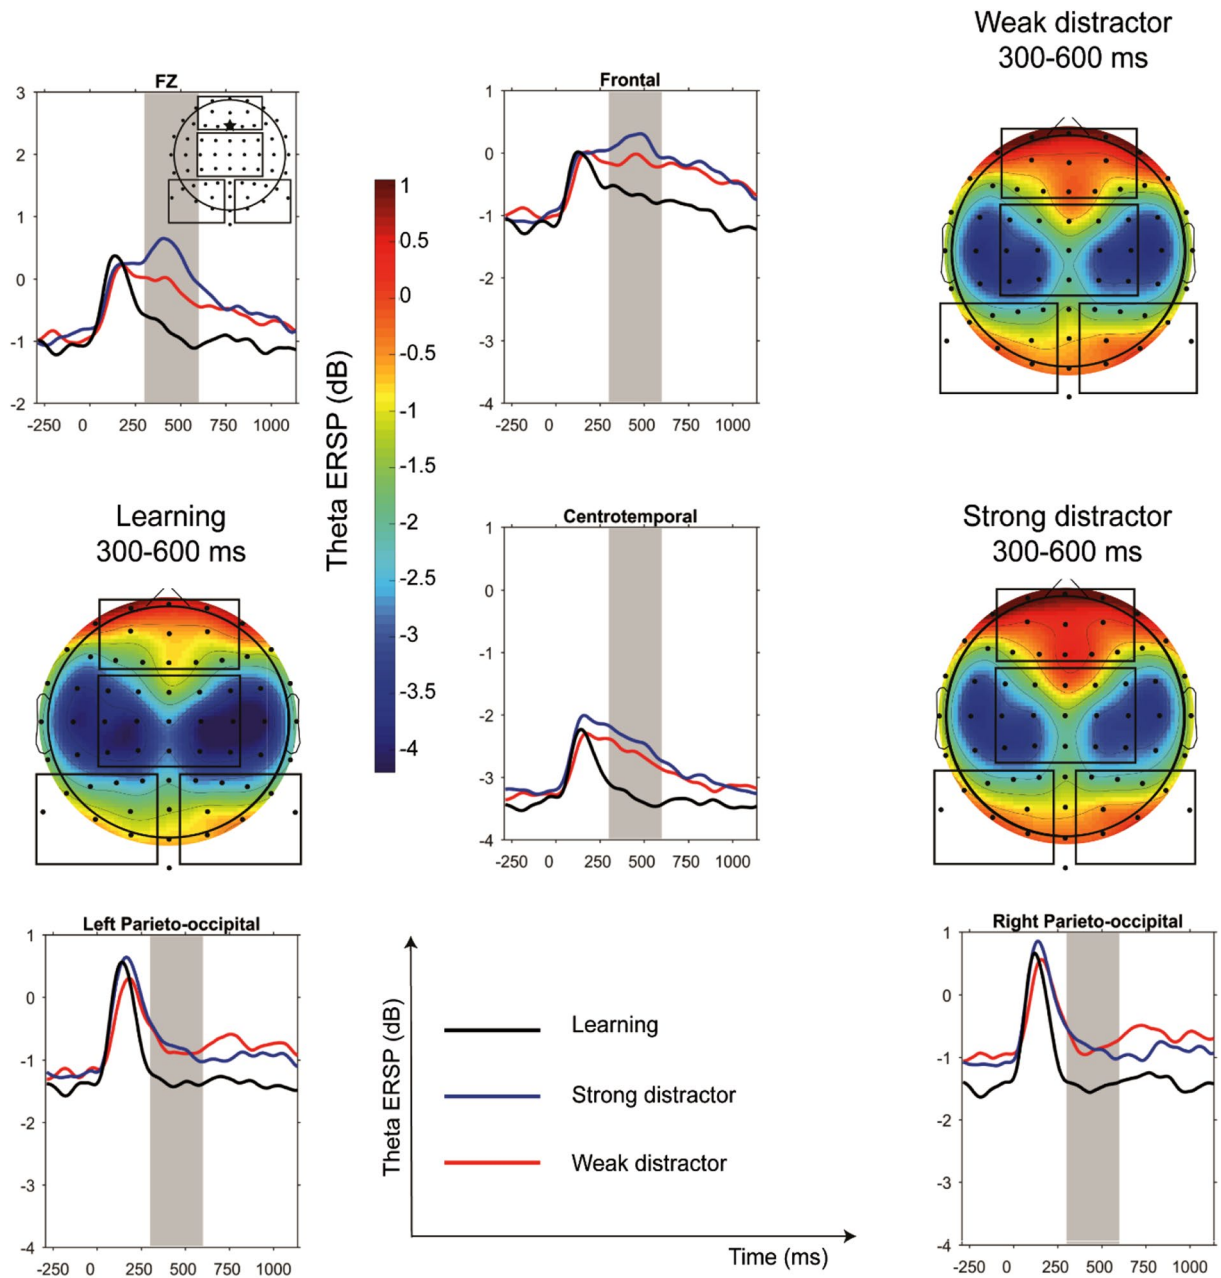 Weak distractor
300-600 ms
FZ
3
2
1
0
-1
-2
-250 0 250 500 750 1000
Theta ERSP (dB)
1
0.5
0
-0.5
-1
-1.5
-2
-2.5
-3
-3.5
-4
Frontal
1
0
-1
-2
-3
-4
-250 0 250 500 750 1000
Learning
300-600 ms
Centrotemporal
1
0
-1
-2
-3
-4
-250 0 250 500 750 1000
Strong distractor
300-600 ms
Left Parieto-occipital
1
0
-1
-2
-3
-4
-250 0 250 500 750 1000
Theta ERSP (dB)
Learning
Strong distractor
Weak distractor
Time (ms)
Right Parieto-occipital
1
0
-1
-2
-3
-4
-250 0 250 500 750 1000